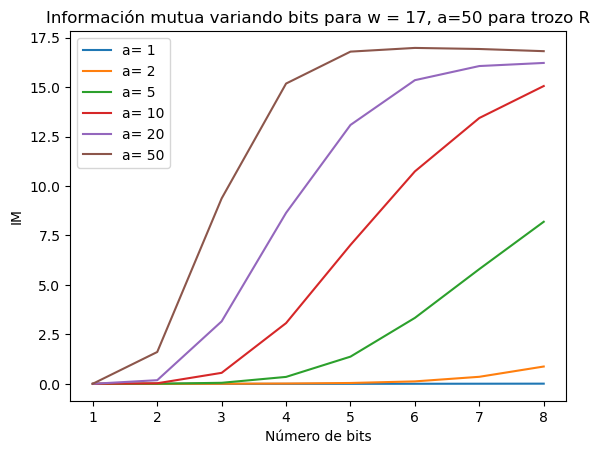 Información mutua variando bits para w = 17, a=50 para trozo R
17.5
15.0
12.5
10.0
7.5
5.0
2.5
0.0
IM
a= 1
a= 2
a= 5
a= 10
a= 20
a= 50
1 2 3 4 5 6 7 8
Número de bits